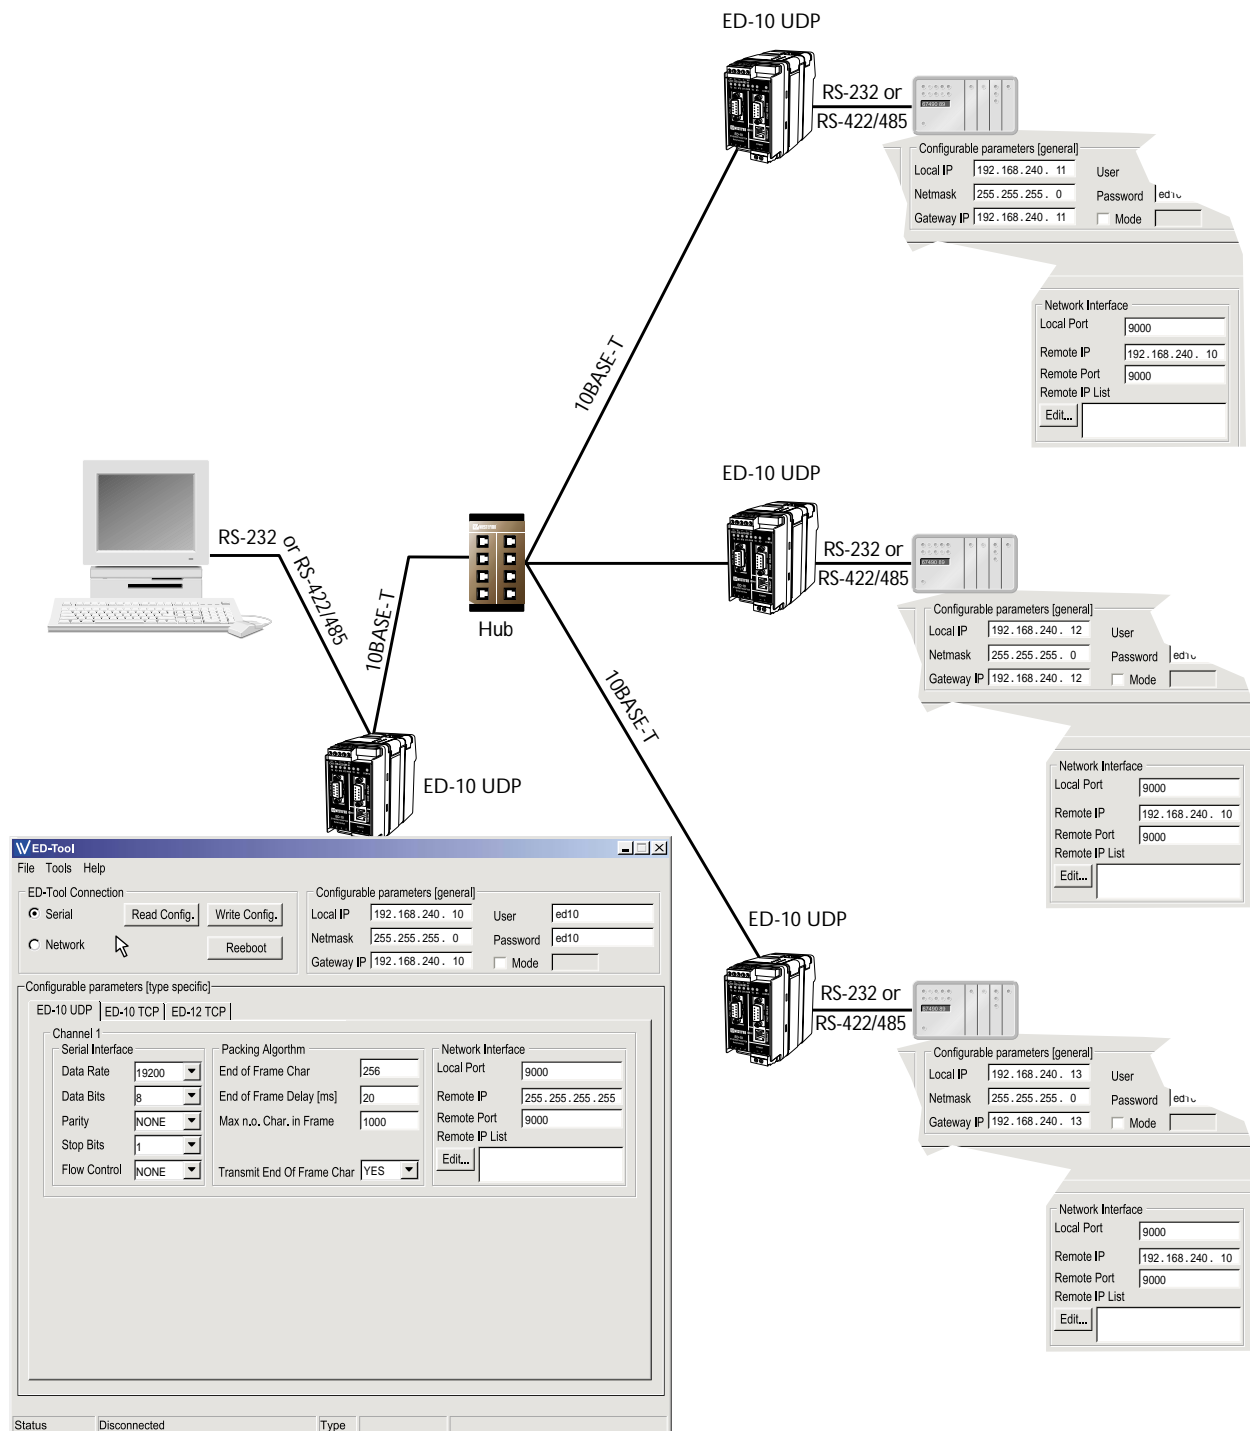 ED-10 UDP
RS-232 or
RS-422/485
Configurable parameters [general]
Local IP 192.168.240. 11 User
Netmask 255.255.255. 0 Password
Gateway IP 192.168.240. 11 Mode
Network Interface
Local Port 9000
Remote IP 192.168.240. 10
Remote Port 9000
Remote IP List
Edit...
10BASE-T
ED-10 UDP
RS-232 or
RS-422/485
Configurable parameters [general]
Local IP 192.168.240. 12 User
Netmask 255.255.255. 0 Password
Gateway IP 192.168.240. 12 Mode
Network Interface
Local Port 9000
Remote IP 192.168.240. 10
Remote Port 9000
Remote IP List
Edit...
RS-232 or RS-422/485
10BASE-T
Hub
10BASE-T
ED-10 UDP
ED-10 UDP
RS-232 or
RS-422/485
Configurable parameters [general]
Local IP 192.168.240. 13 User
Netmask 255.255.255. 0 Password
Gateway IP 192.168.240. 13 Mode
Network Interface
Local Port 9000
Remote IP 192.168.240. 10
Remote Port 9000
Remote IP List
Edit...
ED-Tool
File Tools Help
ED-Tool Connection
Serial Read Config. Write Config.
Network Reeboot
Configurable parameters [general]
Local IP 192.168.240. 10 User ed10
Netmask 255.255.255. 0 Password ed10
Gateway IP 192.168.240. 10 Mode
Configurable parameters [type specific]
ED-10 UDP ED-10 TCP ED-12 TCP
Channel 1
Serial Interface
Data Rate 19200
Data Bits 8
Parity NONE
Stop Bits 1
Flow Control NONE
Packing Algorthm
End of Frame Char 256
End of Frame Delay [ms] 20
Max n.o. Char. in Frame 1000
Transmit End Of Frame Char YES
Network Interface
Local Port 9000
Remote IP 255.255.255.255
Remote Port 9000
Remote IP List
Edit...
Status Disconnected Type